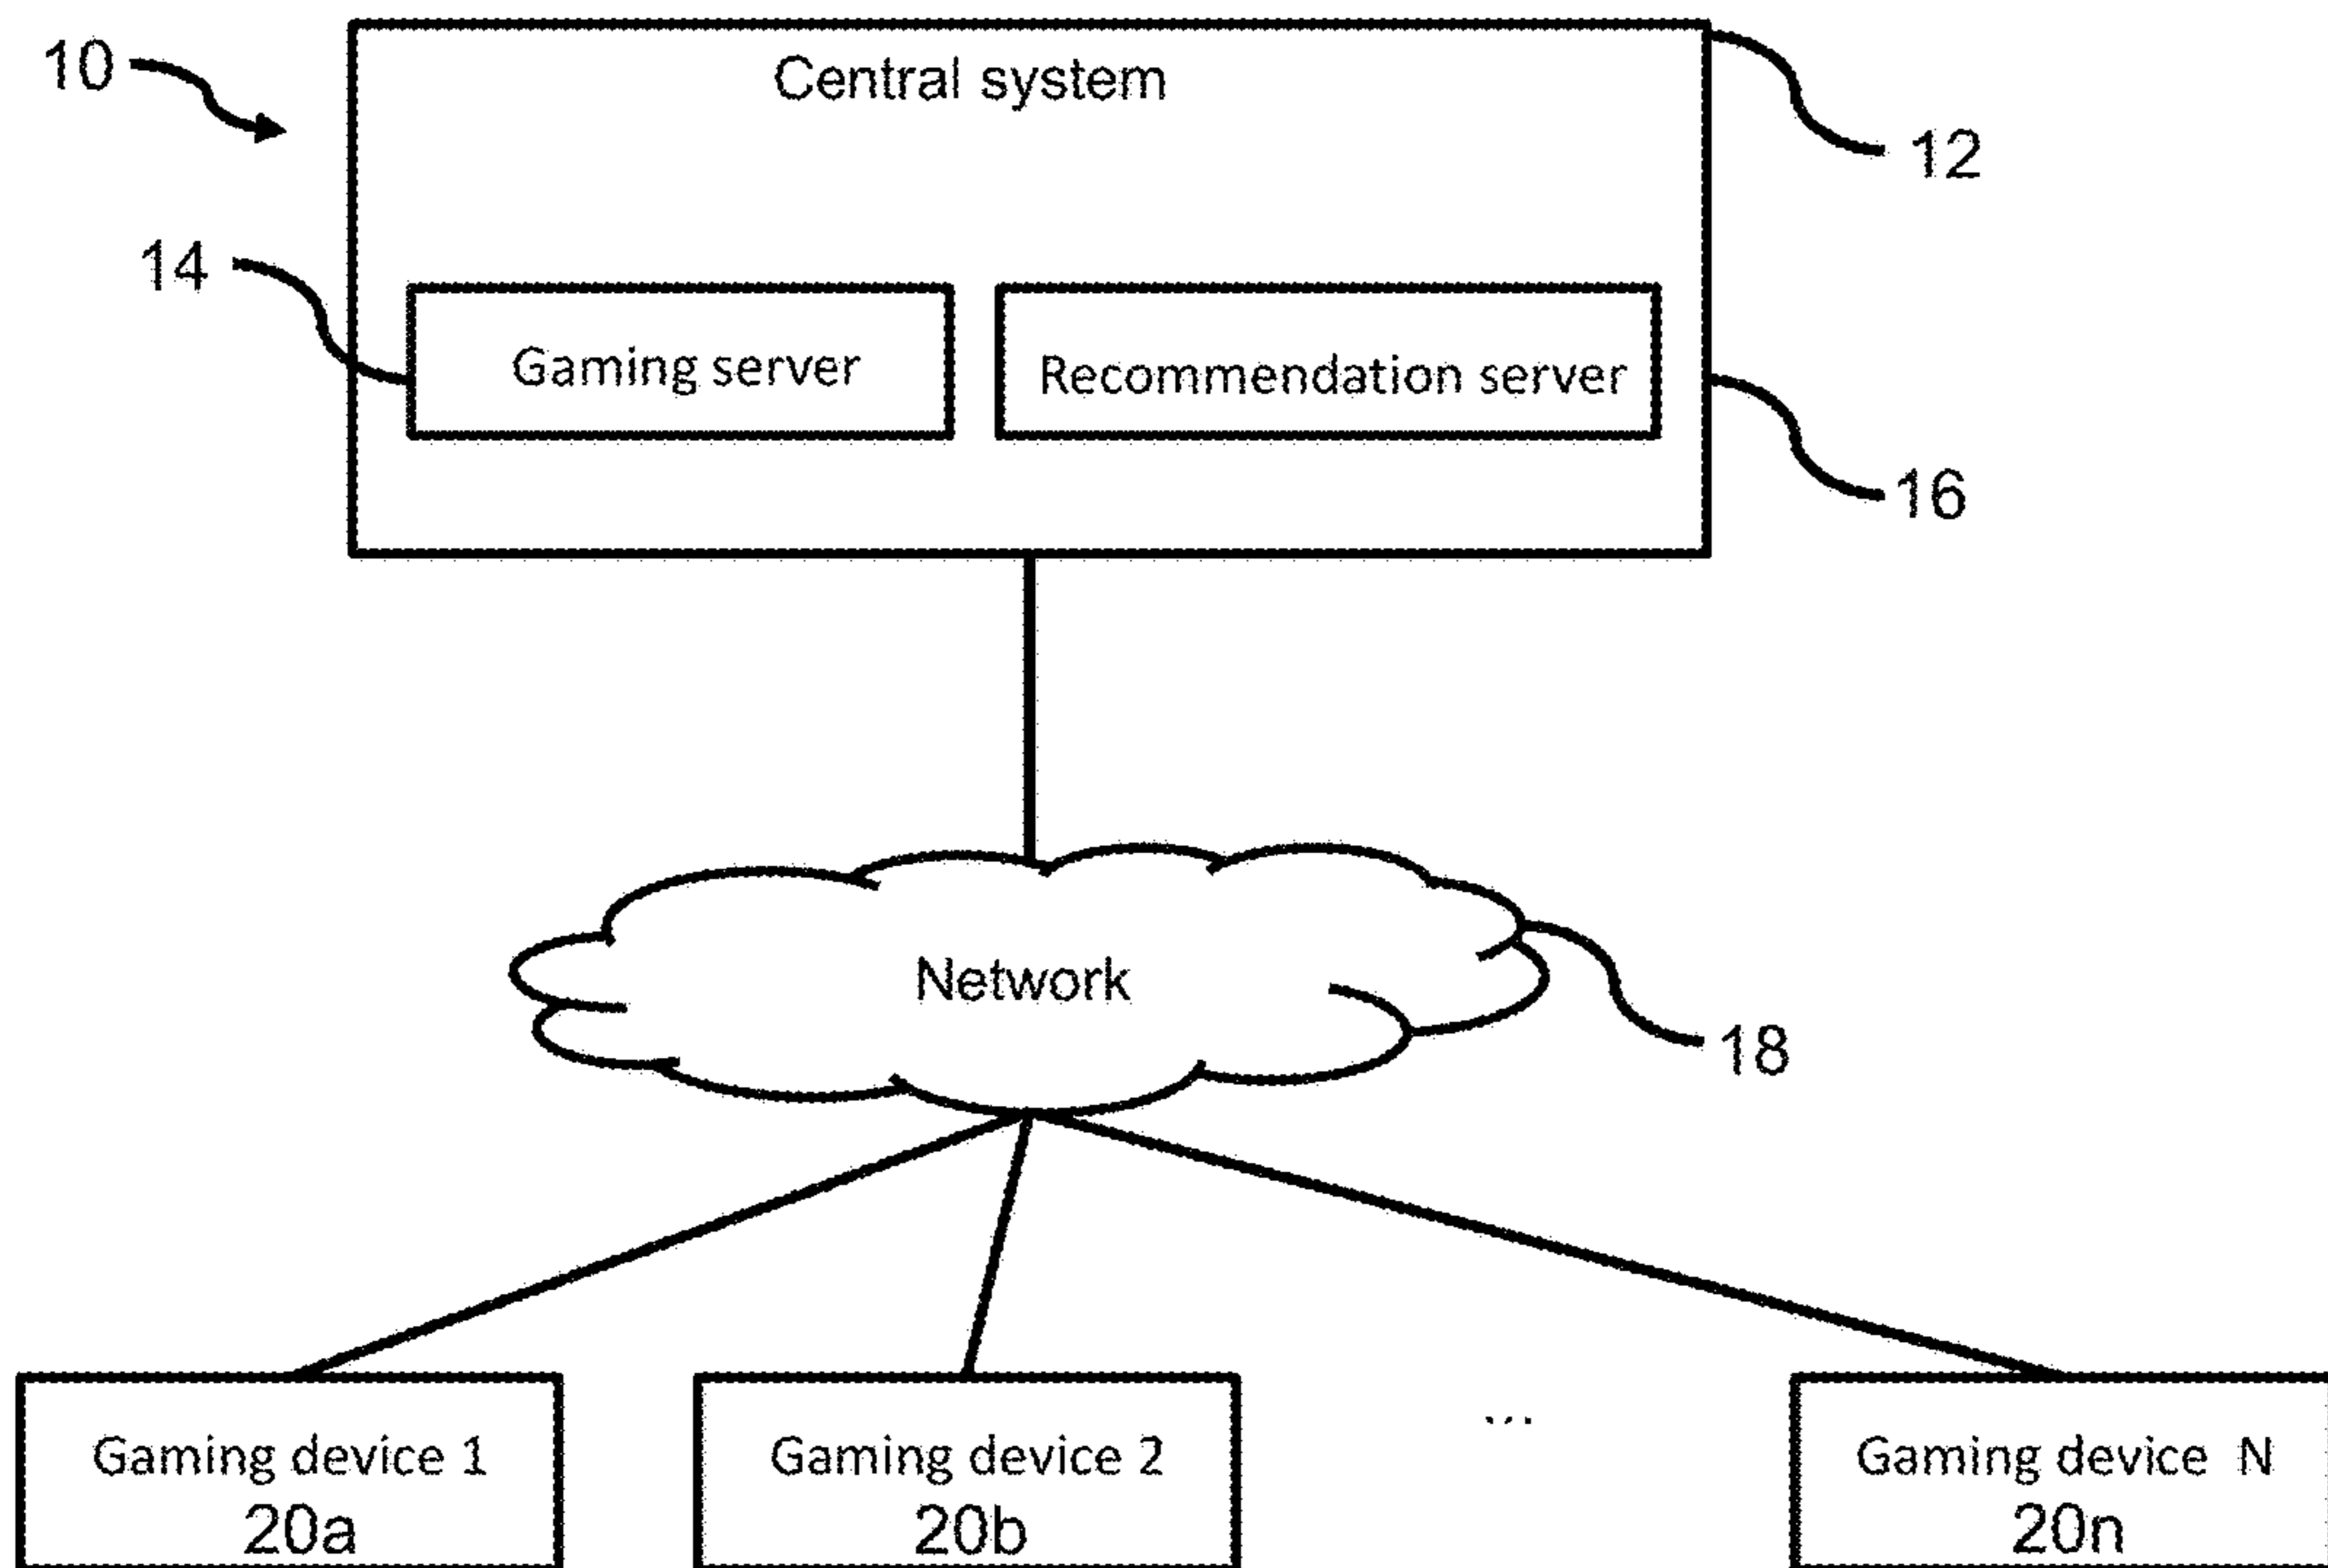 10
Central system
12
14
Gaming server
Recommendation server
16
Network
18
Gaming device 1
20a
Gaming device 2
20b
...
Gaming device N
20n